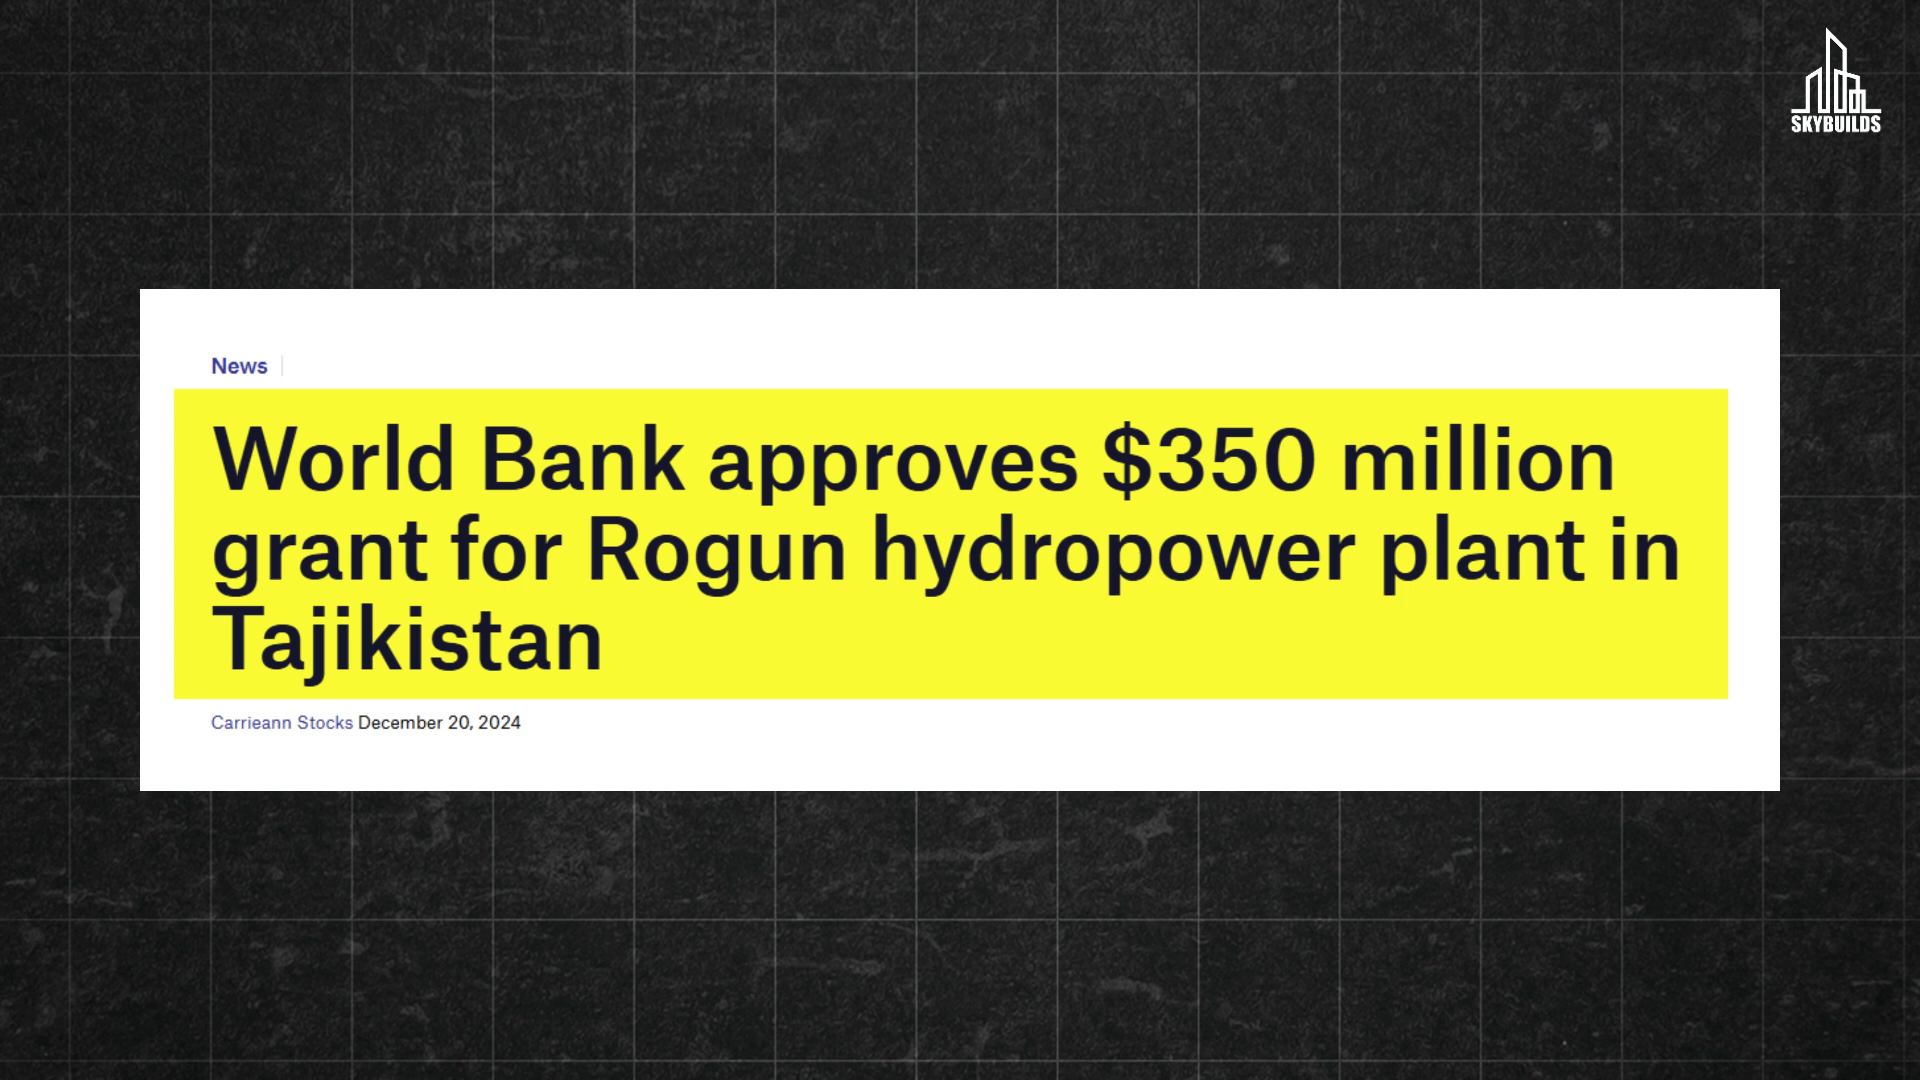 SKYBUILDS
News
World Bank approves $350 million
grant for Rogun hydropower plant in
Tajikistan
Carrieann Stocks December 20, 2024